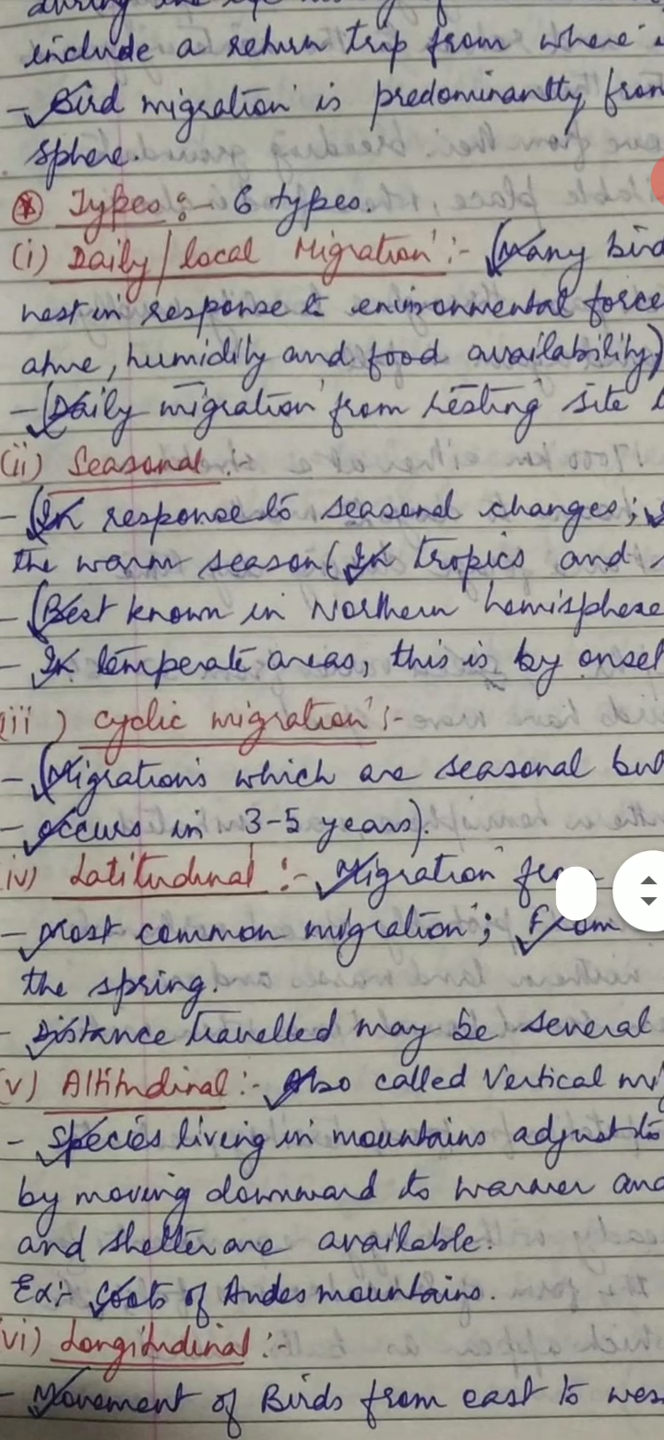 include a return trip from where
- Bird migration is predominantly from
sphere.
Types :- 6 types.
(i) Daily/local Migration :- (Many bird
nest in response to environmental force
ature, humidity and food availability)
- (Daily migration from resting site
(ii) Seasonal.
- (In response to seasonal changes;
the warm season (In tropics and
- (Best known in Northern hemisphere
- In temperate areas, this is by onset
(iii) cyclic migration :-
- (Migrations which are seasonal but
- occurs in 3-5 years).
iv) Latitudinal :- Migration from
- Most common migration; From
the spring.
- Distance travelled may be several
(v) Altitudinal :- Also called Vertical mi
- Species living in mountains adjust to
by moving downward to warmer and
and shelter are available.
Ex:- Coots of Andes mountains.
(vi) Longitudinal :-
- Movement of Birds from east to wes